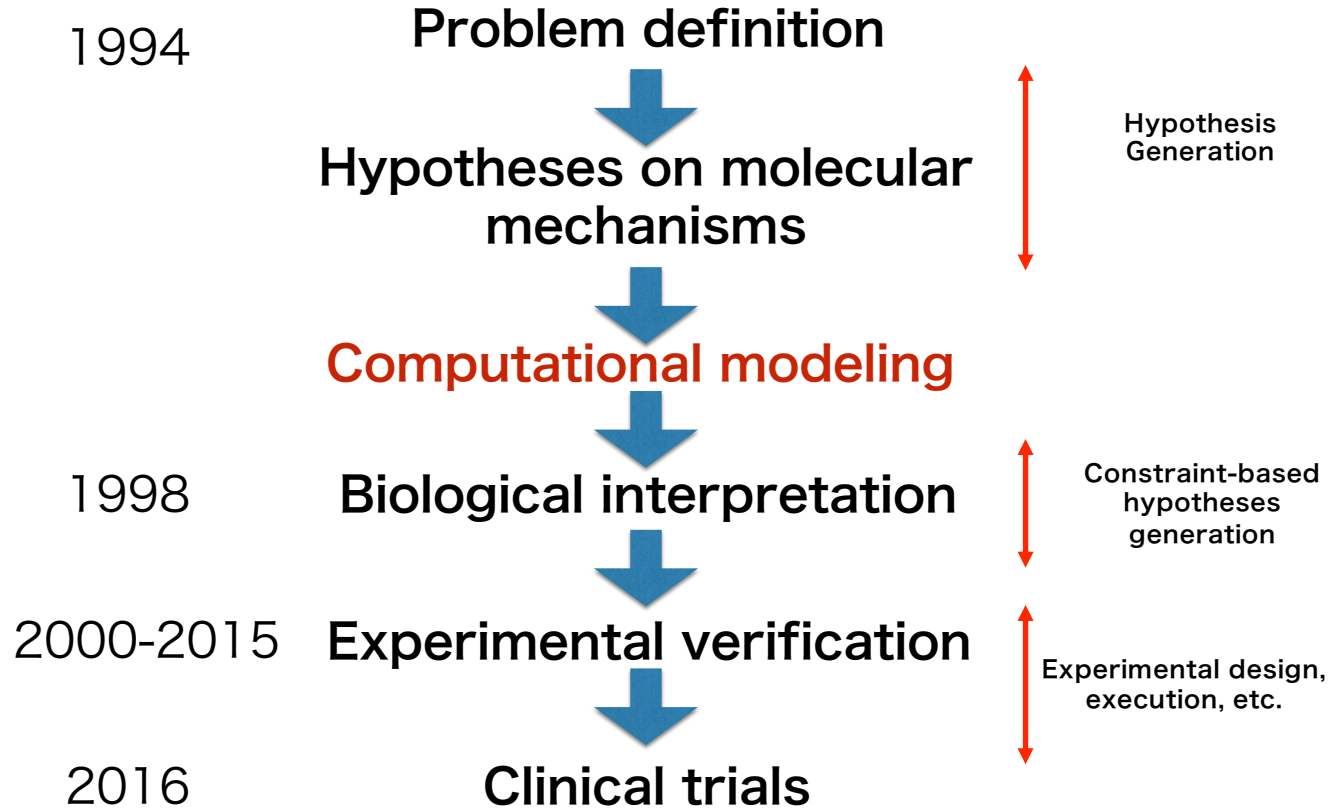 1994
Problem definition
Hypothesis
Generation
Hypotheses on molecular
mechanisms
Computational modeling
1998
Biological interpretation
Constraint-based
hypotheses
generation
2000-2015
Experimental verification
Experimental design,
execution, etc.
2016
Clinical trials